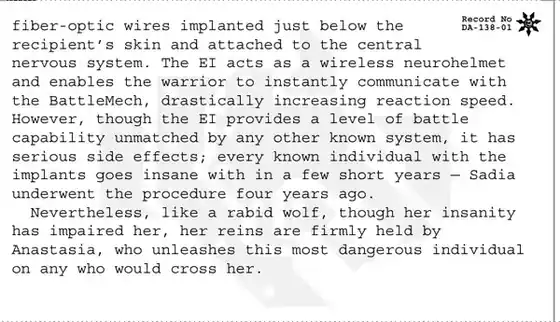 Record No
DA-138-01
fiber-optic wires implanted just below the
recipient's skin and attached to the central
nervous system. The EI acts as a wireless neurohelmet
and enables the warrior to instantly communicate with
the BattleMech, drastically increasing reaction speed.
However, though the EI provides a level of battle
capability unmatched by any other known system, it has
serious side effects; every known individual with the
implants goes insane with in a few short years — Sadia
underwent the procedure four years ago.
Nevertheless, like a rabid wolf, though her insanity
has impaired her, her reins are firmly held by
Anastasia, who unleashes this most dangerous individual
on any who would cross her.